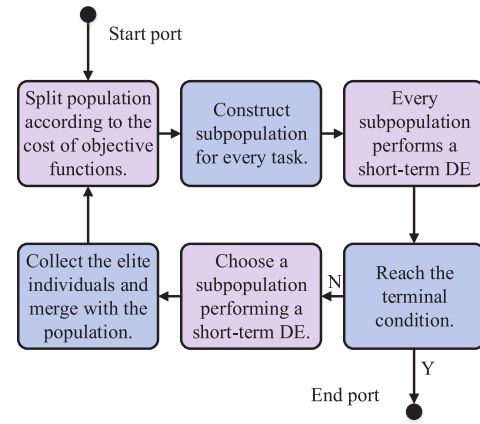 Start port
Split population
according to the
cost of objective
functions.
Construct
subpopulation
for every task.
Every
subpopulation
performs a
short-term DE
Reach the
terminal
condition.
N
Choose a
subpopulation
performing a
short-term DE.
Collect the elite
individuals and
merge with the
population.
Y
End port